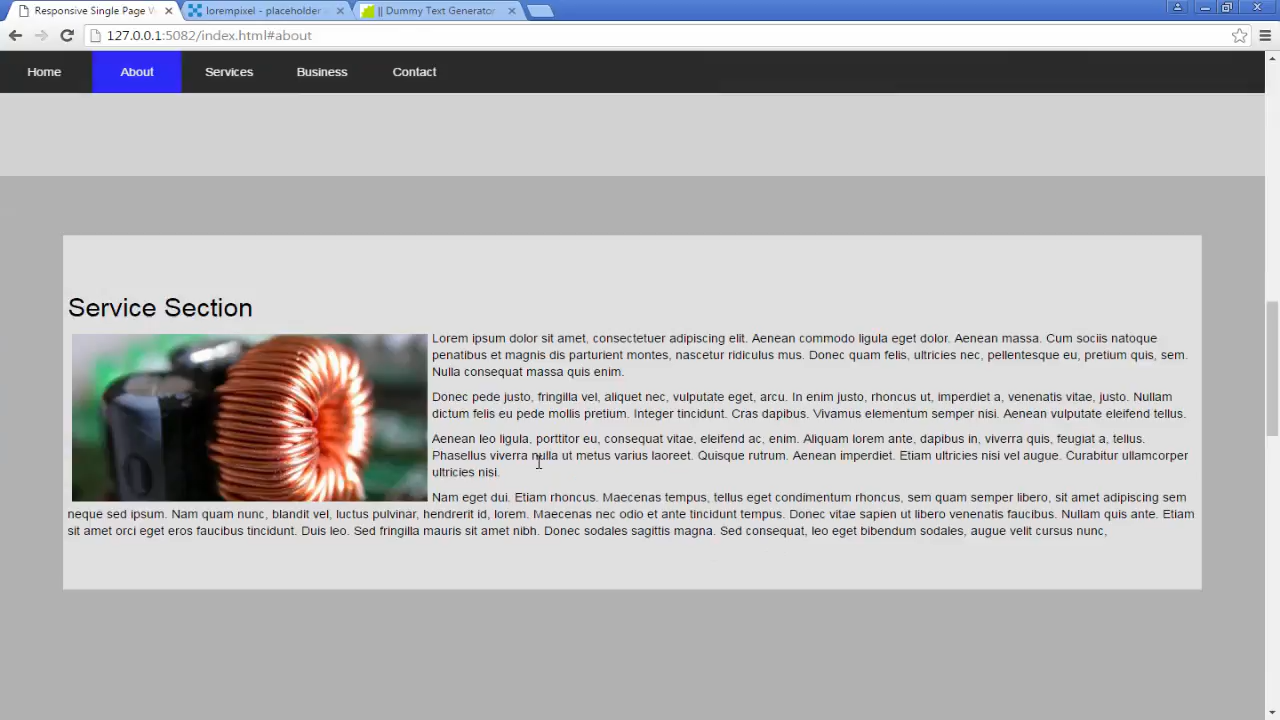 Responsive Single Page W
lorempixel - placeholder
|| Dummy Text Generator
127.0.0.1:5082/index.html#about
Home About Services Business Contact
Service Section
Lorem ipsum dolor sit amet, consectetuer adipiscing elit. Aenean commodo ligula eget dolor. Aenean massa. Cum sociis natoque
penatibus et magnis dis parturient montes, nascetur ridiculus mus. Donec quam felis, ultricies nec, pellentesque eu, pretium quis, sem.
Nulla consequat massa quis enim.
Donec pede justo, fringilla vel, aliquet nec, vulputate eget, arcu. In enim justo, rhoncus ut, imperdiet a, venenatis vitae, justo. Nullam
dictum felis eu pede mollis pretium. Integer tincidunt. Cras dapibus. Vivamus elementum semper nisi. Aenean vulputate eleifend tellus.
Aenean leo ligula, porttitor eu, consequat vitae, eleifend ac, enim. Aliquam lorem ante, dapibus in, viverra quis, feugiat a, tellus.
Phasellus viverra nulla ut metus varius laoreet. Quisque rutrum. Aenean imperdiet. Etiam ultricies nisi vel augue. Curabitur ullamcorper
ultricies nisi.
Nam eget dui. Etiam rhoncus. Maecenas tempus, tellus eget condimentum rhoncus, sem quam semper libero, sit amet adipiscing sem
neque sed ipsum. Nam quam nunc, blandit vel, luctus pulvinar, hendrerit id, lorem. Maecenas nec odio et ante tincidunt tempus. Donec vitae sapien ut libero venenatis faucibus. Nullam quis ante. Etiam
sit amet orci eget eros faucibus tincidunt. Duis leo. Sed fringilla mauris sit amet nibh. Donec sodales sagittis magna. Sed consequat, leo eget bibendum sodales, augue velit cursus nunc,